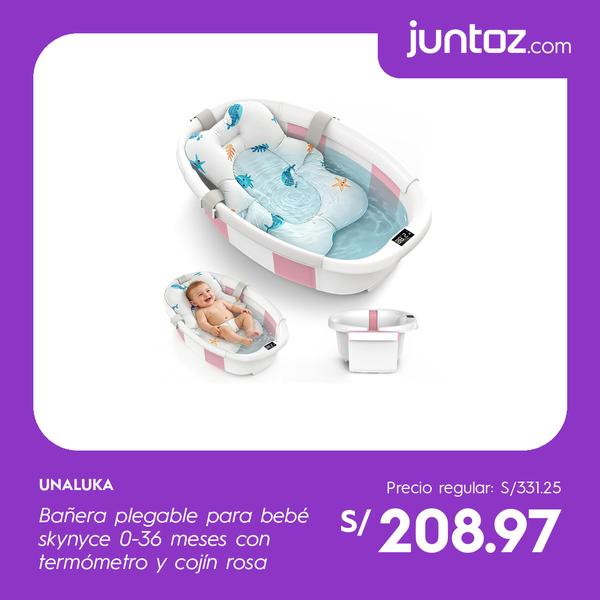 juntoz.com
UNALUKA
Bañera plegable para bebé
skynyce 0-36 meses con
termómetro y cojín rosa
Precio regular: S/331.25
S/208.97